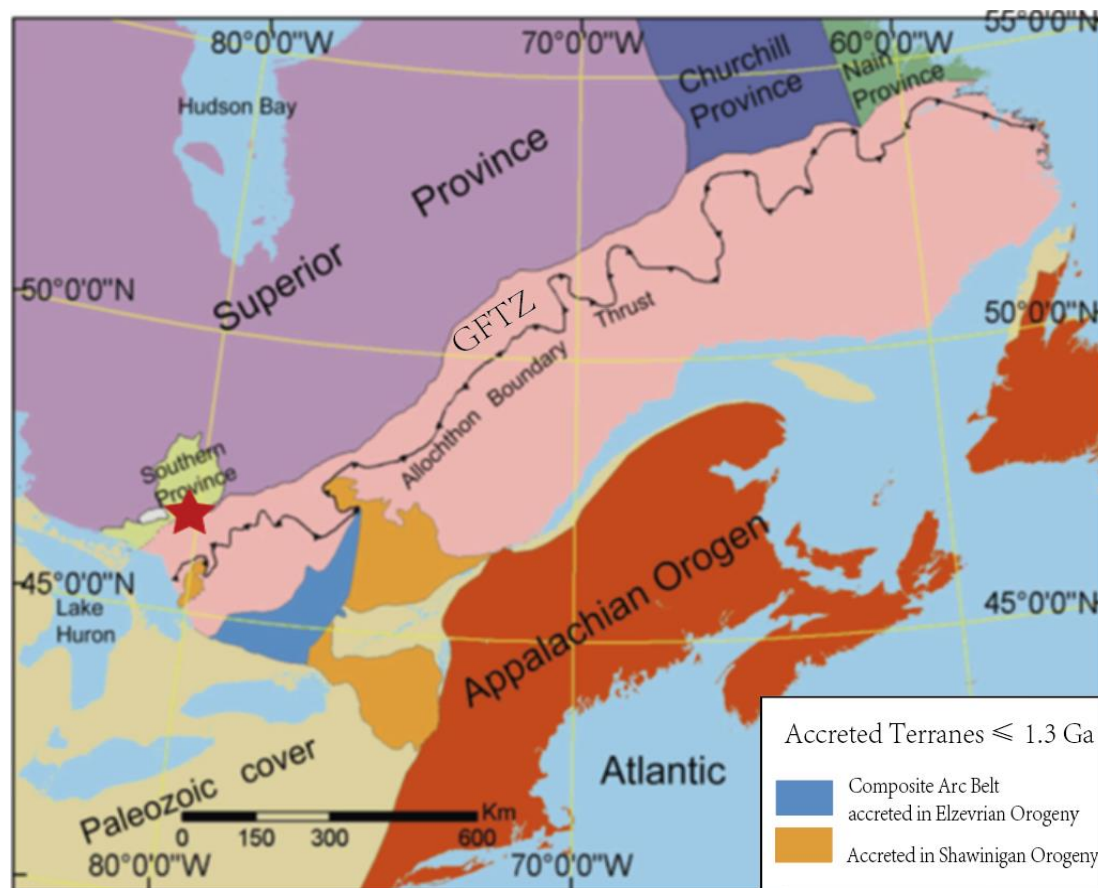 80°0'0"W
70°0'0"W
60°0'0"W
55°0'0"N
Hudson Bay
Churchill
Province
Nain
Province
Superior Province
50°0'0"N
50°0'0"N
GFTZ
Allochthon Boundary Thrust
Southern
Province
45°0'0"N
45°0'0"N
Lake
Huron
Appalachian Orogen
Paleozoic cover
Atlantic
Km
0 150 300 600
80°0'0"W
70°0'0"W
Accreted Terranes ⩽ 1.3 Ga
Composite Arc Belt
accreted in Elzevrian Orogeny
Accreted in Shawinigan Orogeny